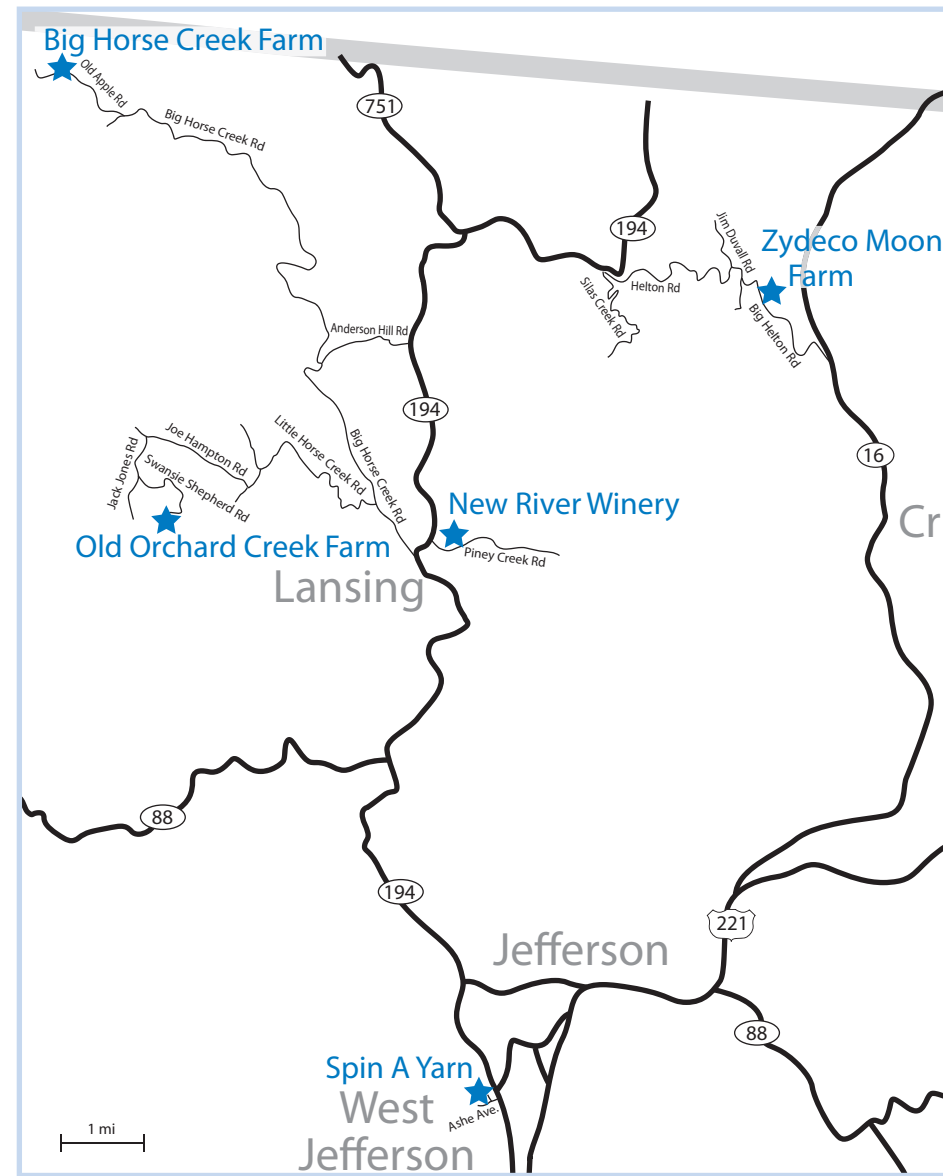 Big Horse Creek Farm
Old Apple Rd
Big Horse Creek Rd
751
194
Jim Duvall Rd
Zydeco Moon
Farm
Helton Rd
Silas Creek Rd
Big Helton Rd
Anderson Hill Rd
194
16
Little Horse Creek Rd
Big Horse Creek Rd
Joe Hampton Rd
Jack Jones Rd
Swansie Shepherd Rd
New River Winery
Cr
Old Orchard Creek Farm
Piney Creek Rd
Lansing
88
194
221
Jefferson
88
Spin A Yarn
Ashe Ave.
West
Jefferson
1 mi